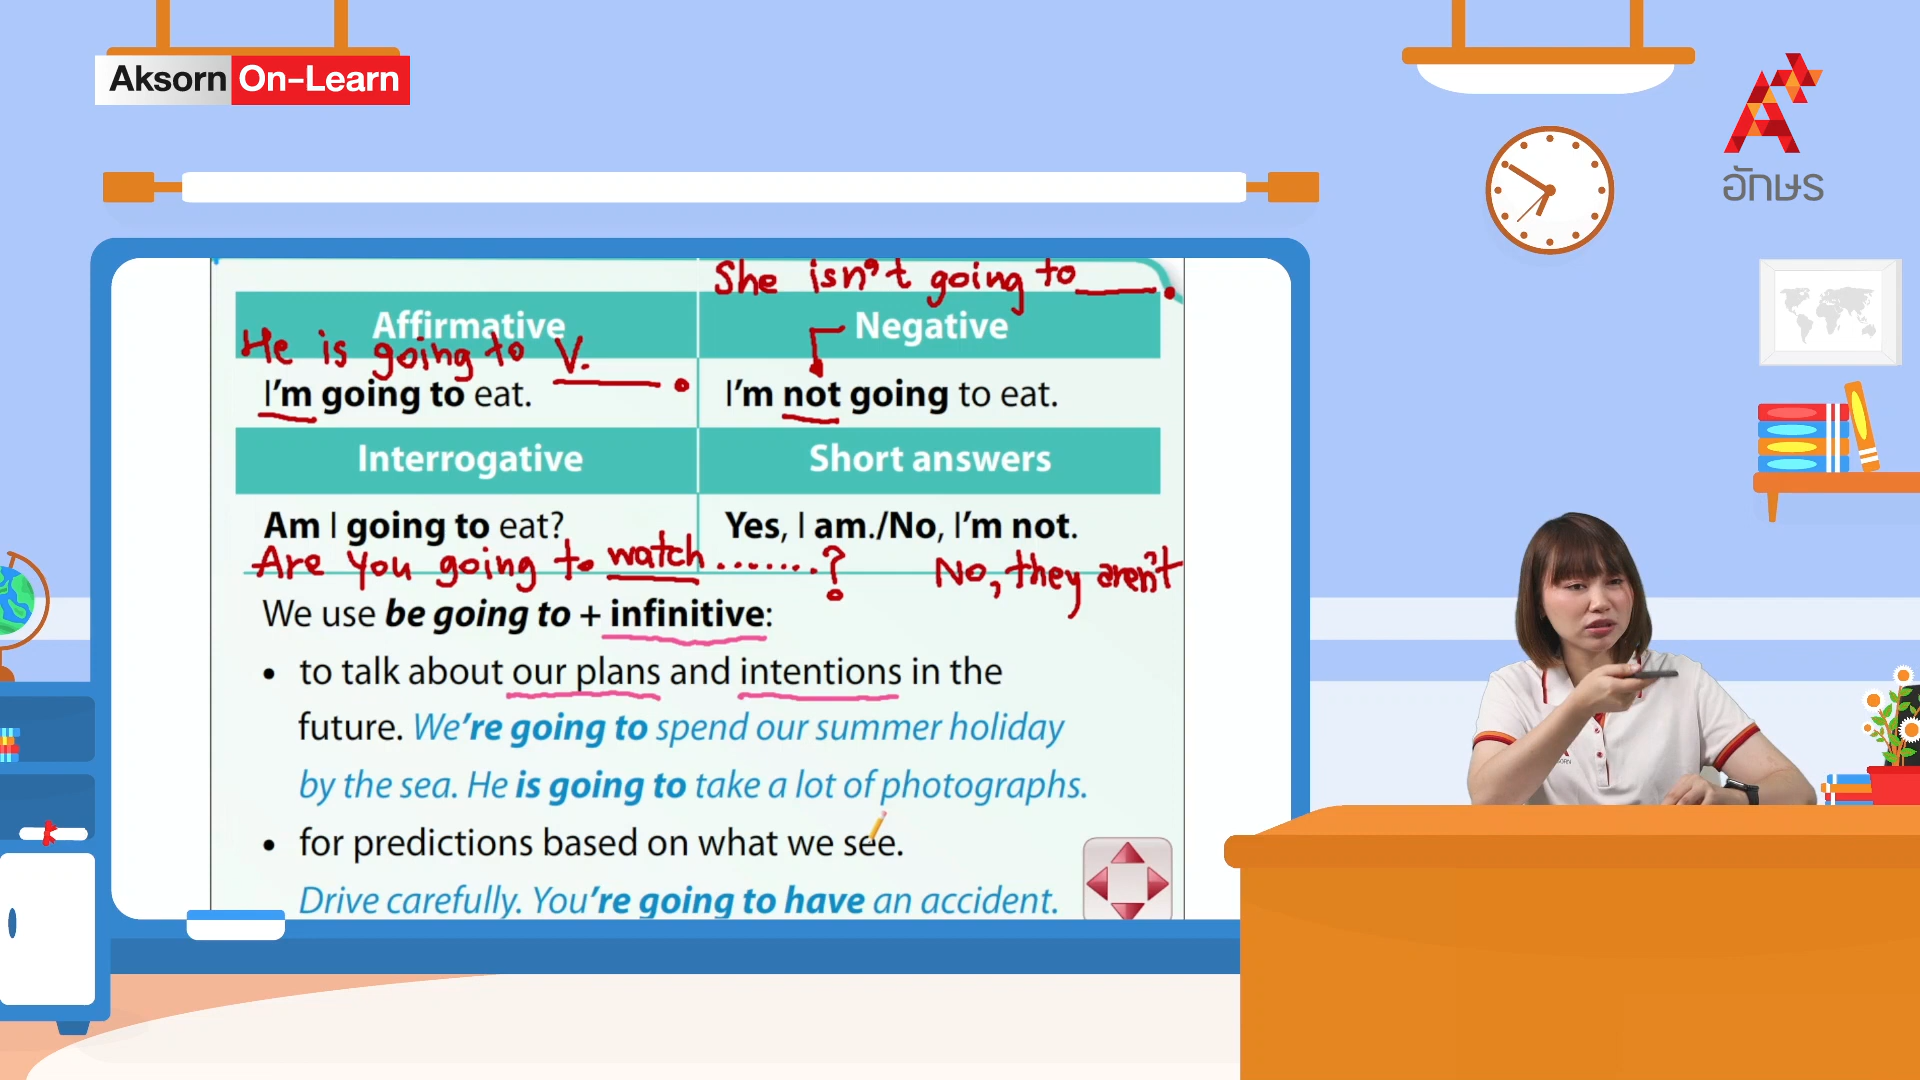 Aksorn On-Learn
อักษร
She isn't going to____.
Affirmative
Negative
He is going to V.____.
I'm going to eat.
I'm not going to eat.
Interrogative
Short answers
Am I going to eat?
Yes, I am./No, I'm not.
Are you going to watch.......?
No, they aren't
We use be going to + infinitive:
• to talk about our plans and intentions in the
future. We're going to spend our summer holiday
by the sea. He is going to take a lot of photographs.
• for predictions based on what we see.
Drive carefully. You're going to have an accident.